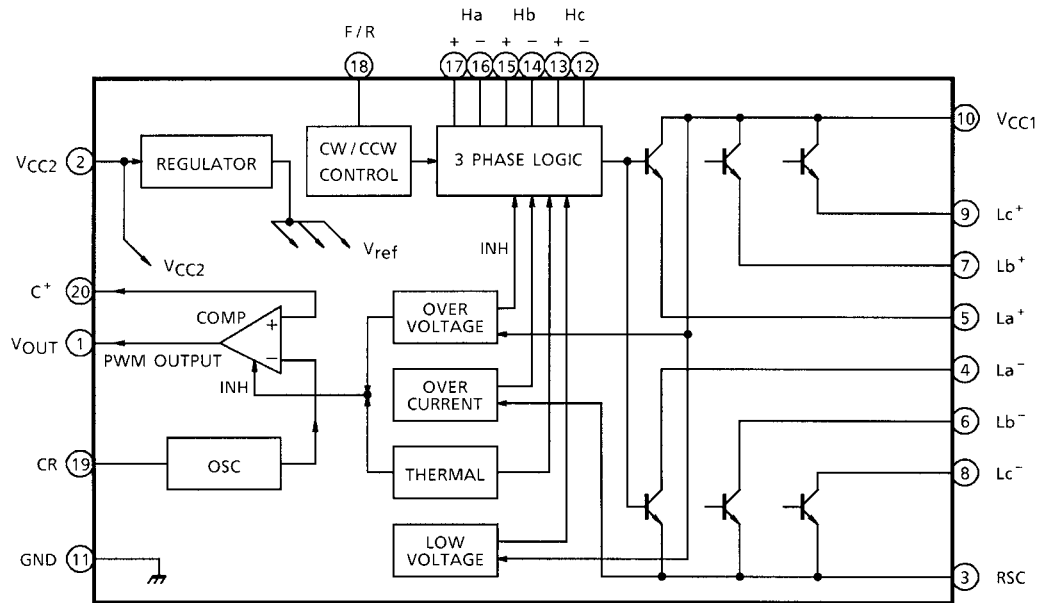 Ha Hb Hc
F/R + − + − + −
18 17 16 15 14 13 12
10 VCC1
VCC2 2 REGULATOR CW/CCW CONTROL 3 PHASE LOGIC
9 Lc+
Vref
INH
VCC2
7 Lb+
C+ 20
COMP
+
OVER VOLTAGE
5 La+
VOUT 1
PWM OUTPUT
−
4 La−
INH
OVER CURRENT
6 Lb−
CR 19 OSC THERMAL
8 Lc−
LOW VOLTAGE
GND 11
3 RSC